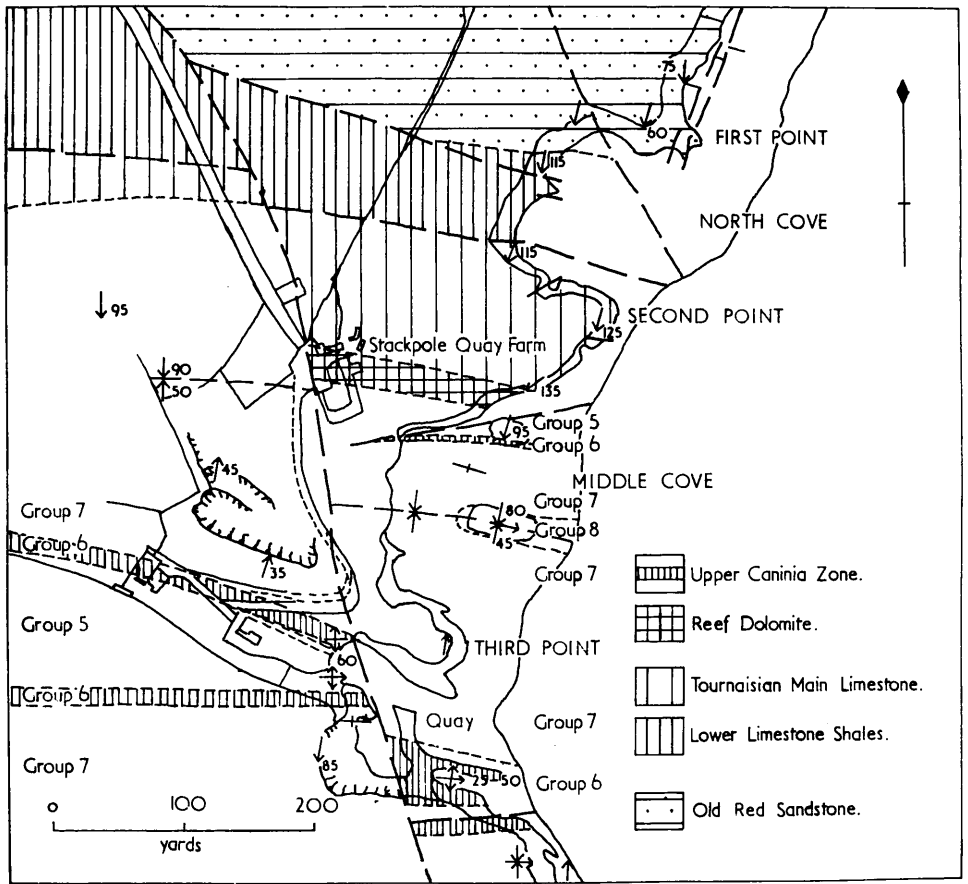 75
60
FIRST POINT
115
NORTH COVE
115
SECOND POINT
125
95
Stackpole Quay Farm
90
50
135
Group 5
95
Group 6
MIDDLE COVE
45
Group 7
80
Group 8
45
Group 7
Group 6
35
Group 7
Upper Caninia Zone.
Group 5
Reef Dolomite.
THIRD POINT
60
Group 6
Tournaisian Main Limestone.
Quay
Group 7
Lower Limestone Shales.
Group 7
85
25-50
Group 6
0 100 200
yards
Old Red Sandstone.